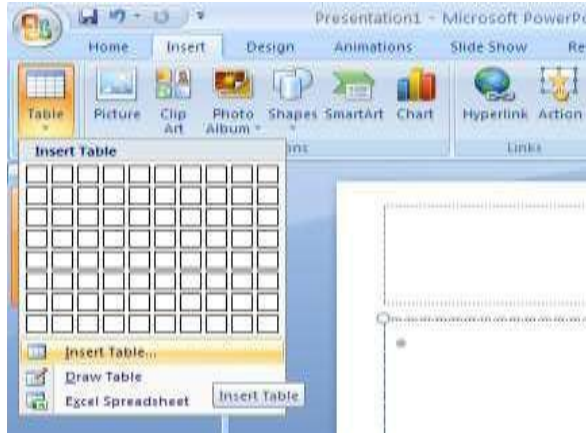 Presentation1 - Microsoft PowerPo
Home Insert Design Animations Slide Show Re
Table Picture Clip Art Photo Album Shapes SmartArt Chart Hyperlink Action
ons Links
Insert Table
Insert Table...
Draw Table
Excel Spreadsheet
Insert Table